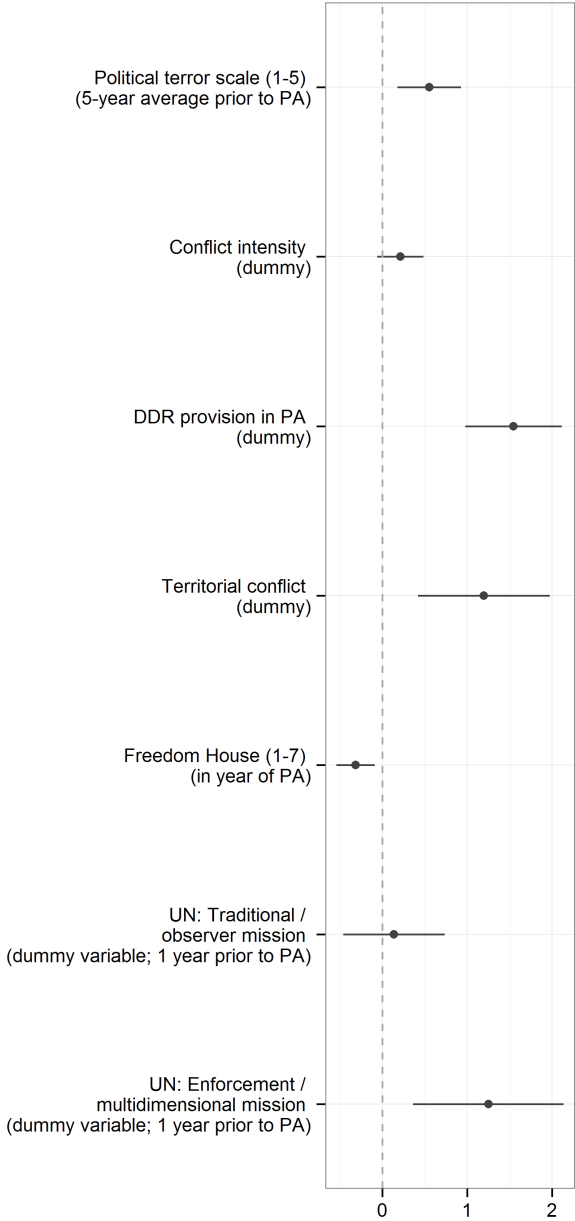 Political terror scale (1-5)
(5-year average prior to PA)
Conflict intensity
(dummy)
DDR provision in PA
(dummy)
Territorial conflict
(dummy)
Freedom House (1-7)
(in year of PA)
UN: Traditional /
observer mission
(dummy variable; 1 year prior to PA)
UN: Enforcement /
multidimensional mission
(dummy variable; 1 year prior to PA)
0 1 2